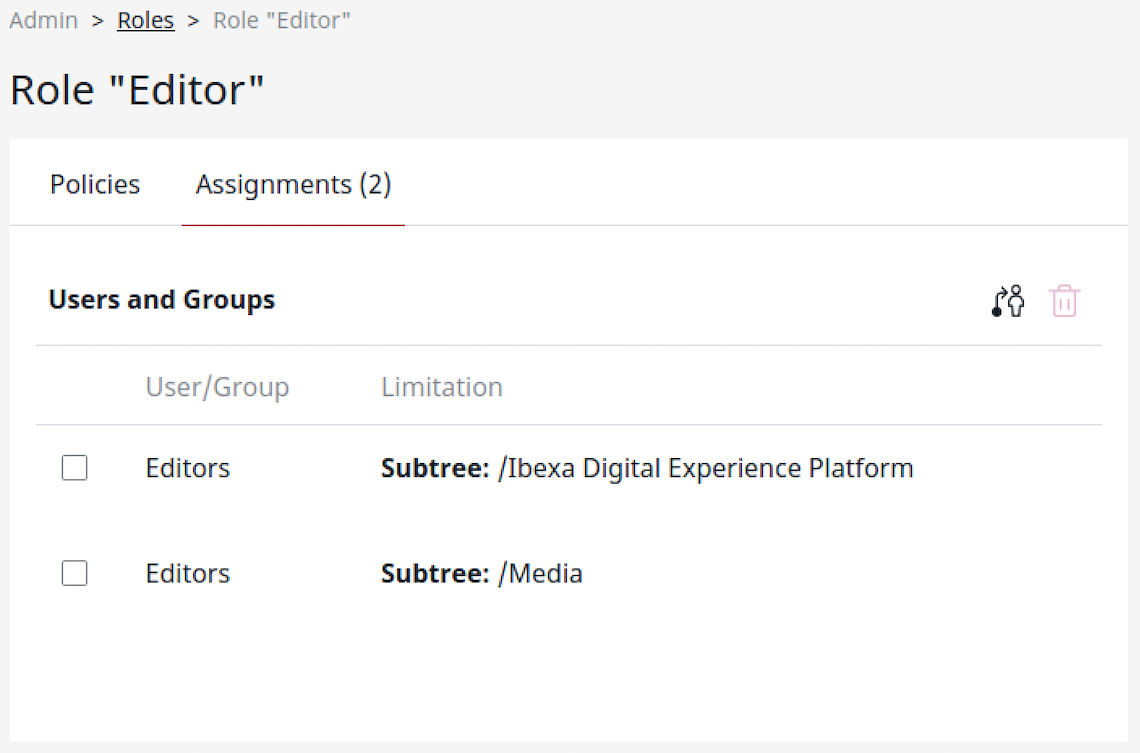 Admin > Roles > Role "Editor"
Role "Editor"
Policies Assignments (2)
Users and Groups
User/Group Limitation
Editors Subtree: /Ibexa Digital Experience Platform
Editors Subtree: /Media